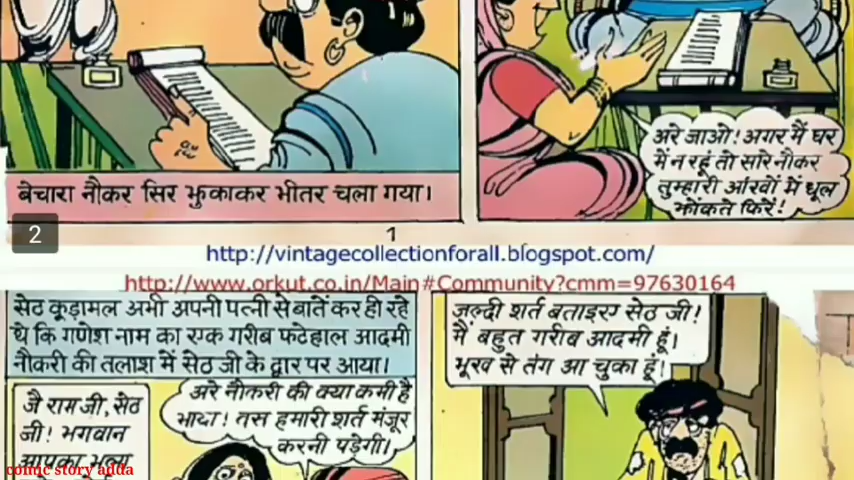 बेचारा नौकर सिर झुकाकर भीतर चला गया।
अरे जाओ! अगर मैं घर
में न रहूं तो सारे नौकर
तुम्हारी आंखों में धूल
झोंकते फिरें!
2
1
http://vintagecollectionforall.blogspot.com/
http://www.orkut.co.in/Main#Community?cmm=97630164
सेठ कूड़ामल अभी अपनी पत्नी से बातें कर ही रहे
थे कि गणेश नाम का एक गरीब फटेहाल आदमी
नौकरी की तलाश में सेठ जी के द्वार पर आया।
जै राम जी, सेठ
जी! भगवान
आपका भला
अरे नौकरी की क्या कमी है
भाया! तस हमारी शर्त मंजूर
करनी पड़ेगी।
जल्दी शर्त बताइए सेठ जी!
मैं बहुत गरीब आदमी हूं।
भूख से तंग आ चुका हूं।
comic story adda